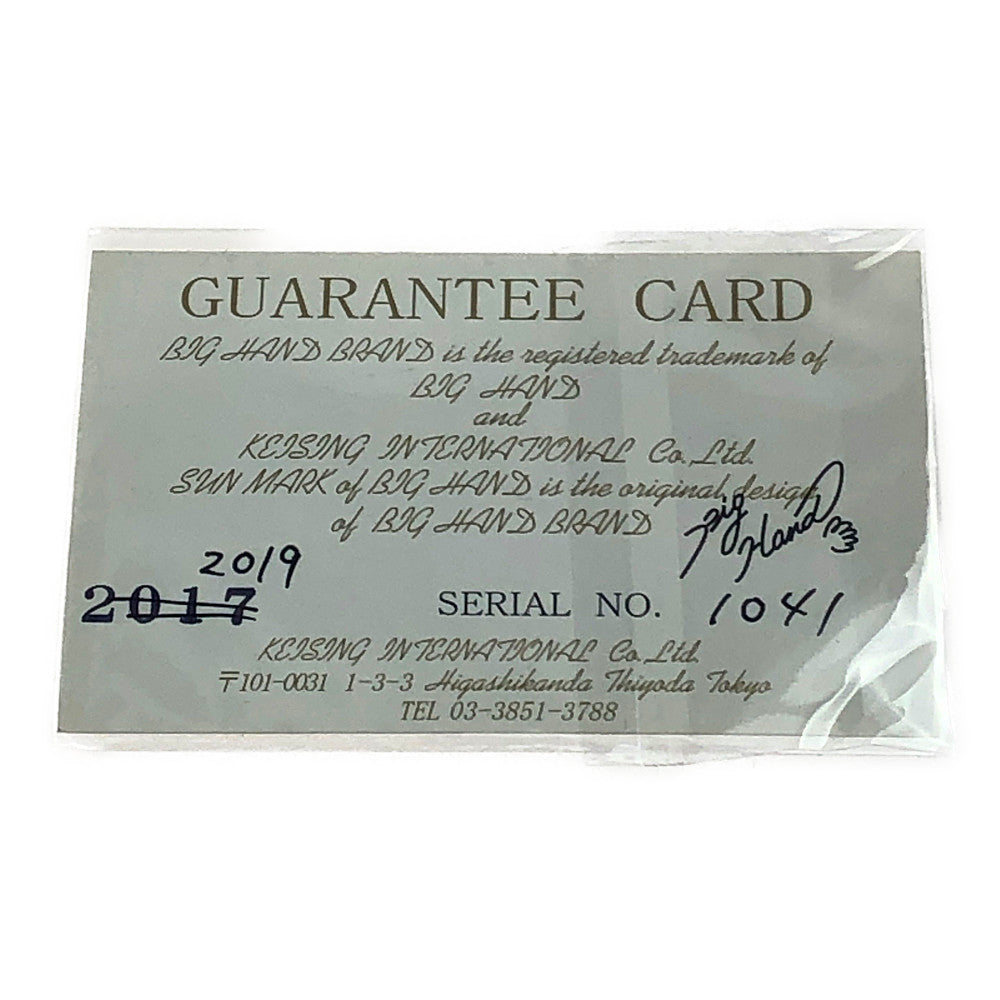 GUARANTEE CARD
BIG HAND BRAND is the registered trademark of
BIG HAND
and
KEISING INTERNATIONAL Co.,Ltd.
SUN MARK of BIG HAND is the original design
of BIG HAND BRAND
Big Hand
2019
2017 SERIAL NO. 1041
KEISING INTERNATIONAL Co.,Ltd.
〒101-0031 1-3-3 Higashikanda Thiyoda Tokyo
TEL 03-3851-3788